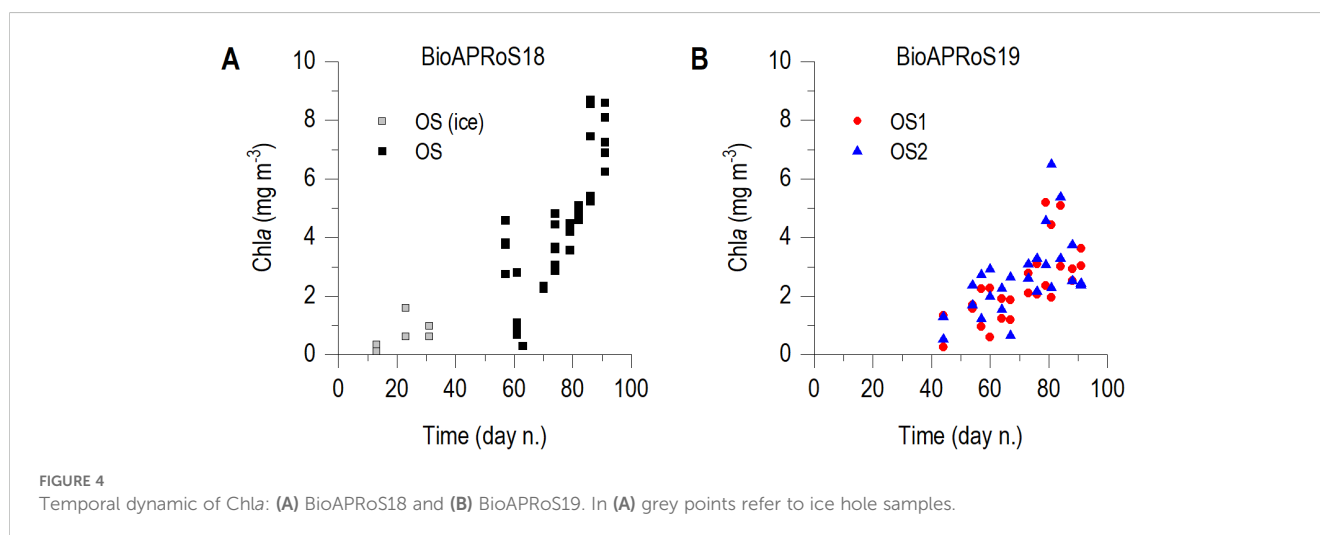 A
BioAPRoS18
10
8
6
4
2
0
Chla (mg m-3)
OS (ice)
OS
0 20 40 60 80 100
Time (day n.)
B
BioAPRoS19
10
8
6
4
2
0
Chla (mg m-3)
OS1
OS2
0 20 40 60 80 100
Time (day n.)
FIGURE 4
Temporal dynamic of Chla: (A) BioAPRoS18 and (B) BioAPRoS19. In (A) grey points refer to ice hole samples.